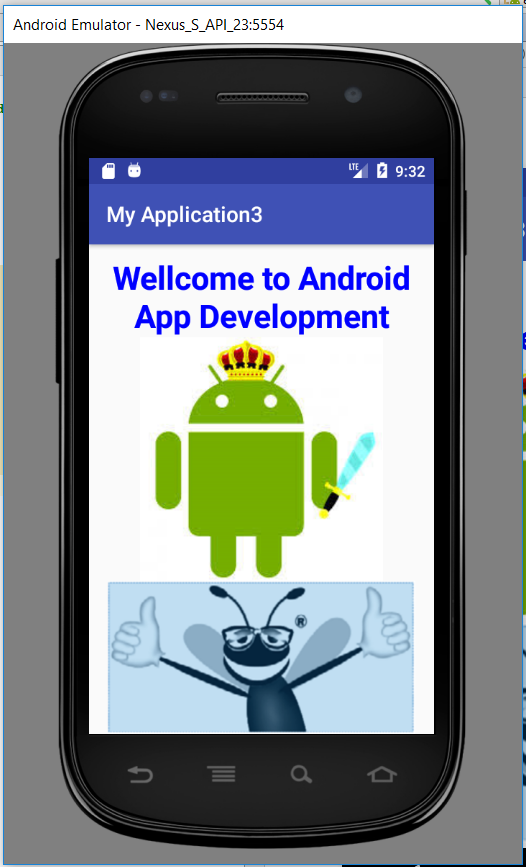 Android Emulator - Nexus_S_API_23:5554
LTE 9:32
My Application3
Wellcome to Android
App Development
®